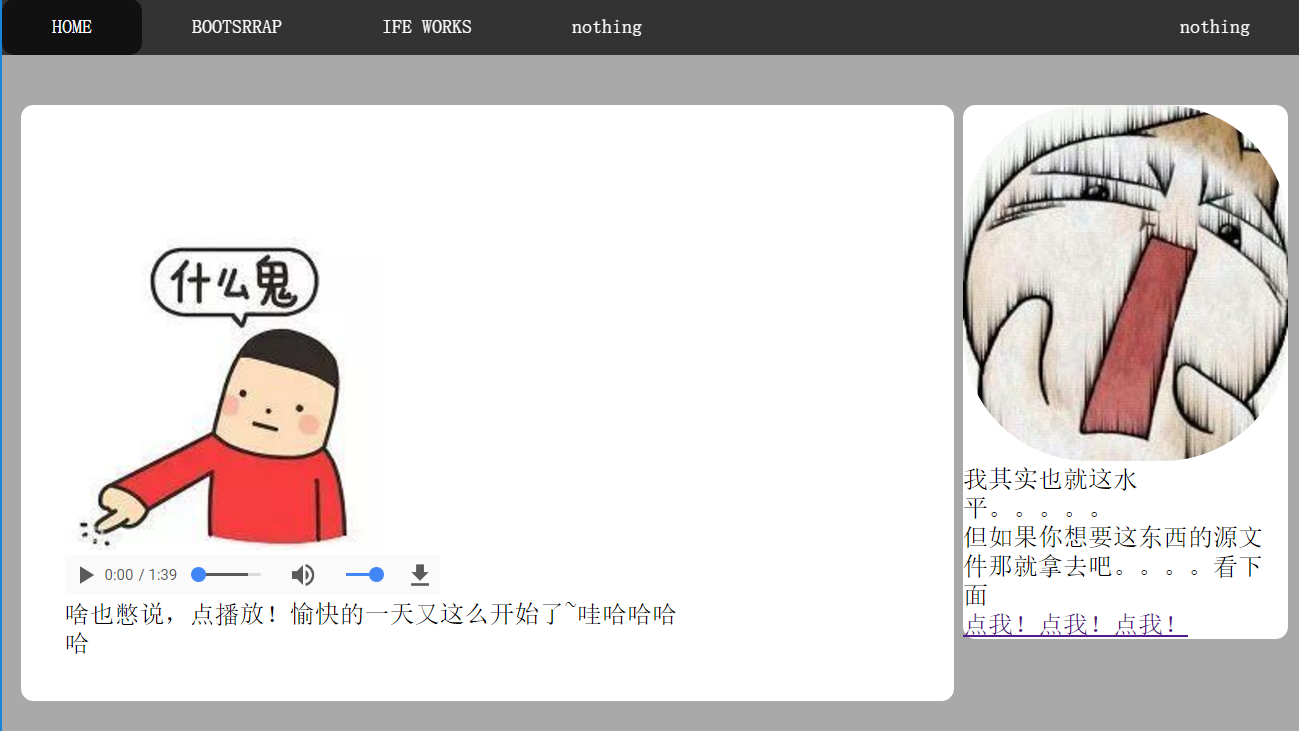 HOME BOOTSRRAP IFE WORKS nothing nothing
什么鬼
0:00 / 1:39
啥也憋说，点播放！愉快的一天又这么开始了~哇哈哈哈
哈
我其实也就这水
平。。。。。
但如果你想要这东西的源文
件那就拿去吧。。。。看下
面
点我！点我！点我！